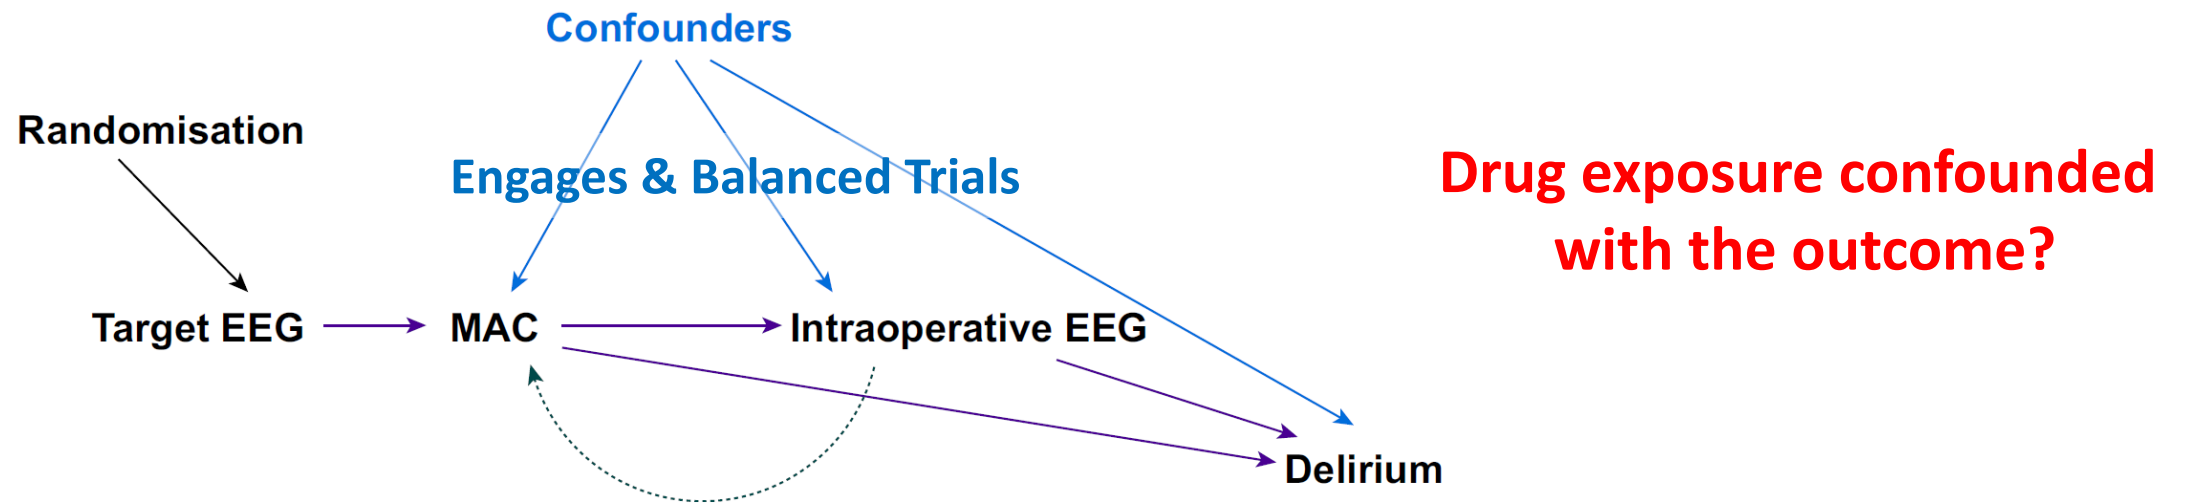 Confounders
Randomisation
Engages & Balanced Trials
Drug exposure confounded
with the outcome?
Target EEG
MAC
Intraoperative EEG
Delirium